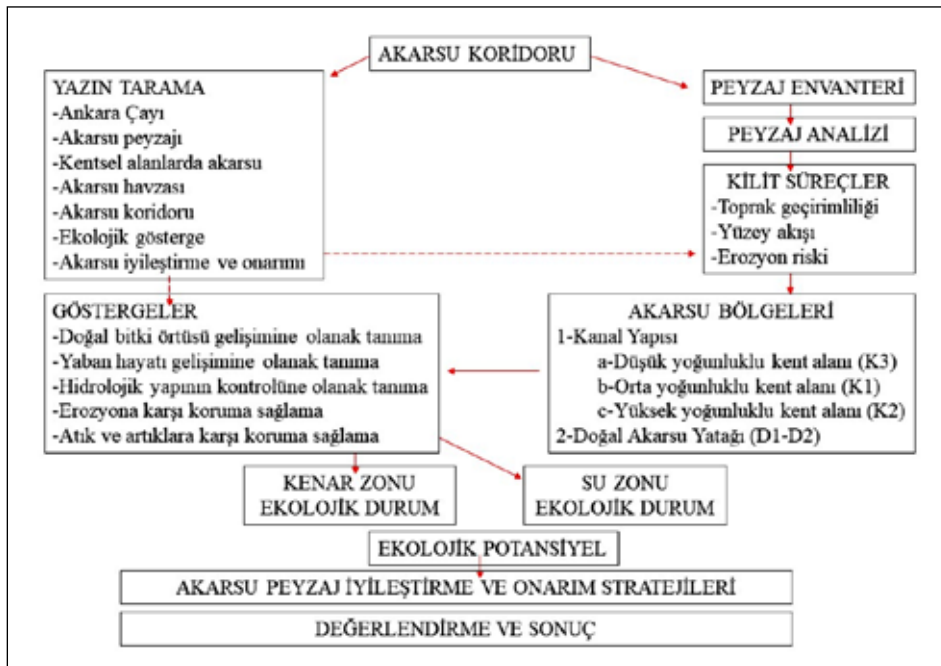 AKARSU KORİDORU
YAZIN TARAMA
-Ankara Çayı
-Akarsu peyzajı
-Kentsel alanlarda akarsu
-Akarsu havzası
-Akarsu koridoru
-Ekolojik gösterge
-Akarsu iyileştirme ve onarımı
PEYZAJ ENVANTERİ
PEYZAJ ANALİZİ
KİLİT SÜREÇLER
-Toprak geçirimliliği
-Yüzey akışı
-Erozyon riski
GÖSTERGELER
-Doğal bitki örtüsü gelişimine olanak tanıma
-Yaban hayatı gelişimine olanak tanıma
-Hidrolojik yapının kontrolüne olanak tanıma
-Erozyona karşı koruma sağlama
-Atık ve artıklara karşı koruma sağlama
AKARSU BÖLGELERİ
1-Kanal Yapısı
a-Düşük yoğunluklu kent alanı (K3)
b-Orta yoğunluklu kent alanı (K1)
c-Yüksek yoğunluklu kent alanı (K2)
2-Doğal Akarsu Yatağı (D1-D2)
KENAR ZONU
EKOLOJİK DURUM
SU ZONU
EKOLOJİK DURUM
EKOLOJİK POTANSİYEL
AKARSU PEYZAJ İYİLEŞTİRME VE ONARIM STRATEJİLERİ
DEĞERLENDİRME VE SONUÇ